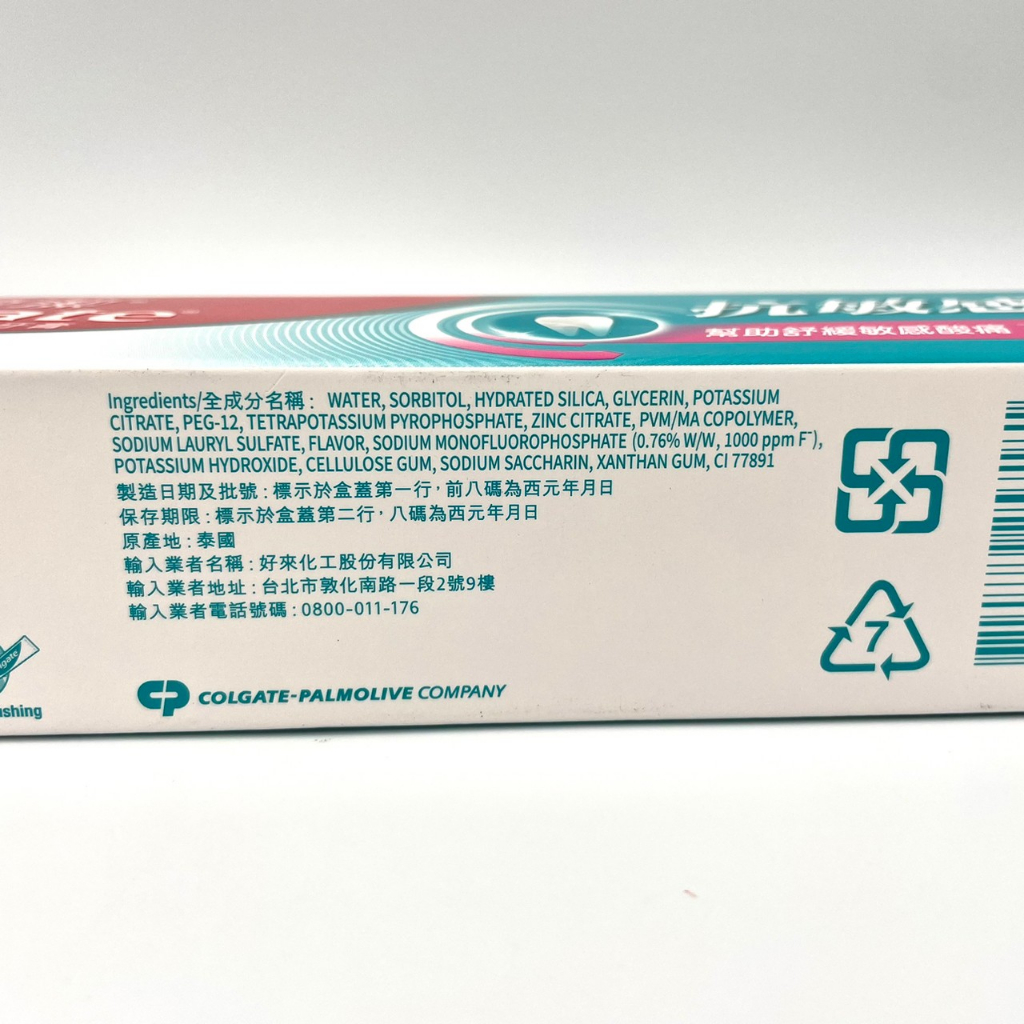 抗敏感
幫助舒緩敏感酸痛
Ingredients/全成分名稱： WATER, SORBITOL, HYDRATED SILICA, GLYCERIN, POTASSIUM
CITRATE, PEG-12, TETRAPOTASSIUM PYROPHOSPHATE, ZINC CITRATE, PVM/MA COPOLYMER,
SODIUM LAURYL SULFATE, FLAVOR, SODIUM MONOFLUOROPHOSPHATE (0.76% W/W, 1000 ppm F⁻),
POTASSIUM HYDROXIDE, CELLULOSE GUM, SODIUM SACCHARIN, XANTHAN GUM, CI 77891
製造日期及批號：標示於盒蓋第一行，前八碼為西元年月日
保存期限：標示於盒蓋第二行，八碼為西元年月日
原產地：泰國
輸入業者名稱：好來化工股份有限公司
輸入業者地址：台北市敦化南路一段2號9樓
輸入業者電話號碼：0800-011-176
7
CP COLGATE-PALMOLIVE COMPANY